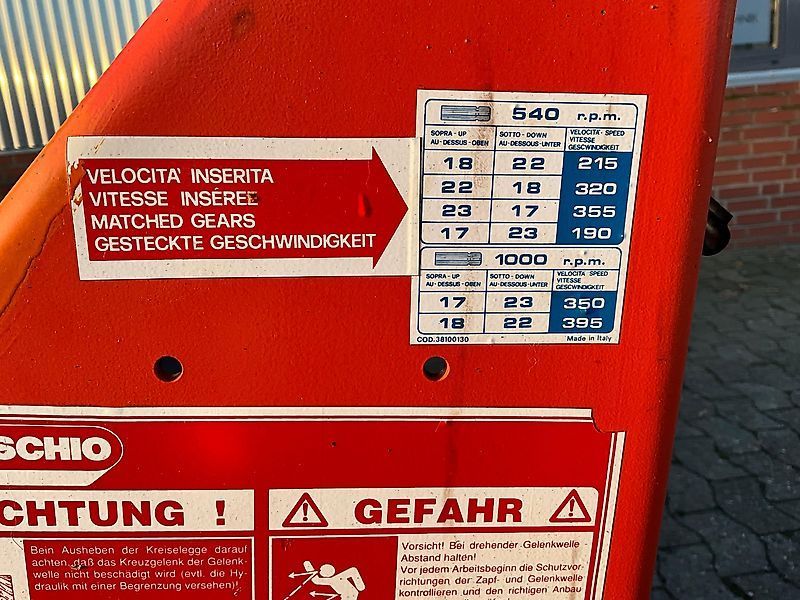 NIK
VELOCITA' INSERITA
VITESSE INSÉREE
MATCHED GEARS
GESTECKTE GESCHWINDIGKEIT
540 r.p.m.
SOPRA - UP AU-DESSUS-OBEN SOTTO - DOWN AU-DESSOUS-UNTER VELOCITA'- SPEED VITESSE GESCHWINDIGKEIT
18 22 215
22 18 320
23 17 355
17 23 190
1000 r.p.m.
SOPRA - UP AU-DESSUS-OBEN SOTTO - DOWN AU-DESSOUS-UNTER VELOCITA SPEED VITESSE GESCHWINDIGKEIT
17 23 350
18 22 395
COD.38100130 Made in Italy
SCHIO
CHTUNG !
Bein Ausheben der Kreiselegge darauf
achten, daß das Kreuzgelenk der Gelenk-
welle nicht beschädigt wird (evtl. die Hy-
draulik mit einer Begrenzung versehen)!
GEFAHR
Vorsicht! Bei drehender Gelenkwelle
Abstand halten!
Vor jedem Arbeitsbeginn die Schutzvor-
richtungen der Zapf- und Gelenkwelle
kontrollieren und den richtigen Anbau